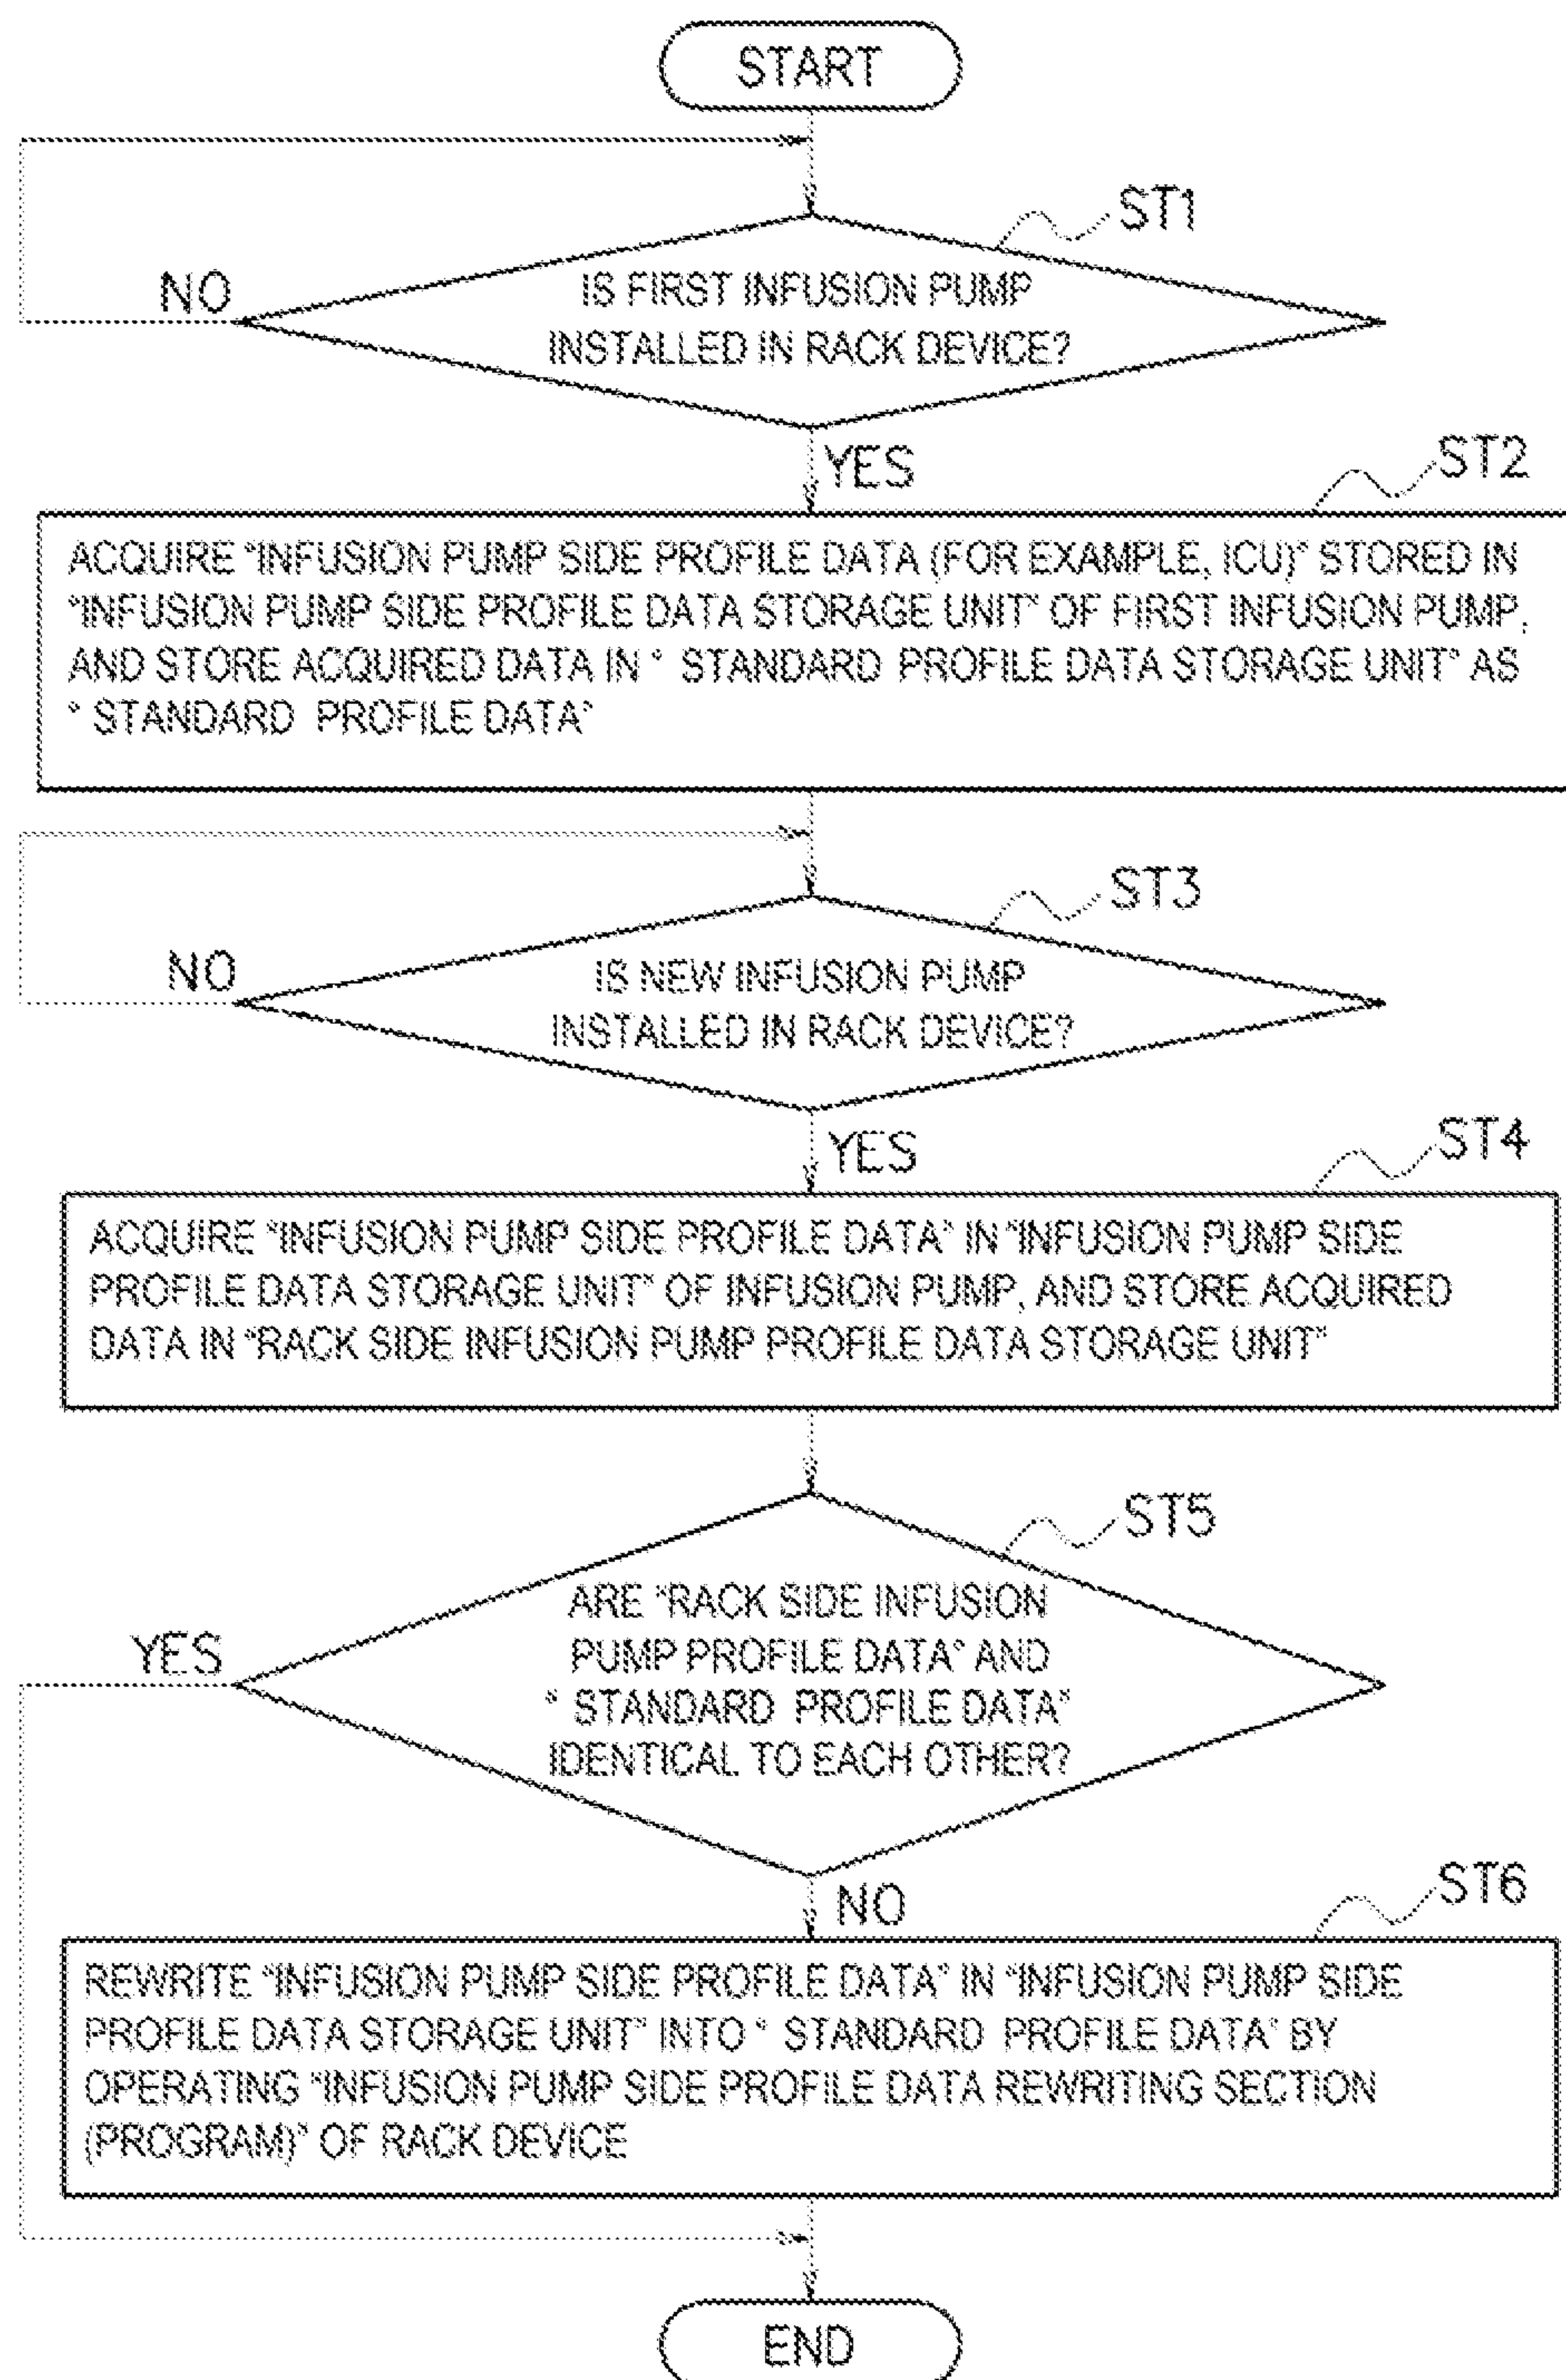 START
ST1
NO
IS FIRST INFUSION PUMP
INSTALLED IN RACK DEVICE?
YES
ST2
ACQUIRE "INFUSION PUMP SIDE PROFILE DATA (FOR EXAMPLE, ICU)" STORED IN
"INFUSION PUMP SIDE PROFILE DATA STORAGE UNIT" OF FIRST INFUSION PUMP,
AND STORE ACQUIRED DATA IN " STANDARD PROFILE DATA STORAGE UNIT" AS
" STANDARD PROFILE DATA"
ST3
NO
IS NEW INFUSION PUMP
INSTALLED IN RACK DEVICE?
YES
ST4
ACQUIRE "INFUSION PUMP SIDE PROFILE DATA" IN "INFUSION PUMP SIDE
PROFILE DATA STORAGE UNIT" OF INFUSION PUMP, AND STORE ACQUIRED
DATA IN "RACK SIDE INFUSION PUMP PROFILE DATA STORAGE UNIT"
ST5
YES
ARE "RACK SIDE INFUSION
PUMP PROFILE DATA" AND
" STANDARD PROFILE DATA"
IDENTICAL TO EACH OTHER?
NO
ST6
REWRITE "INFUSION PUMP SIDE PROFILE DATA" IN "INFUSION PUMP SIDE
PROFILE DATA STORAGE UNIT" INTO " STANDARD PROFILE DATA" BY
OPERATING "INFUSION PUMP SIDE PROFILE DATA REWRITING SECTION
(PROGRAM)" OF RACK DEVICE
END